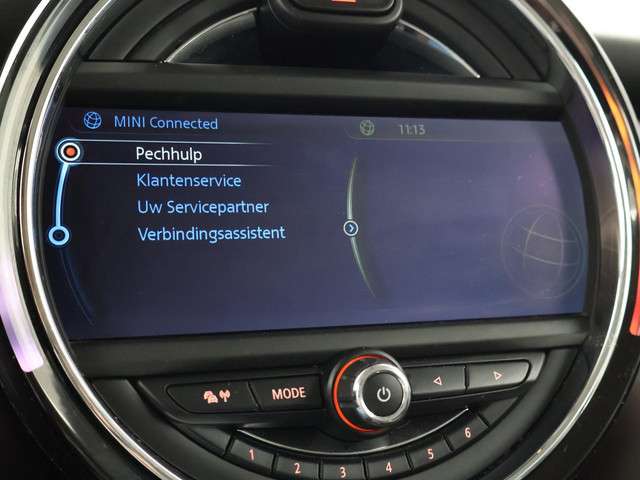 MINI Connected
11:13
Pechhulp
Klantenservice
Uw Servicepartner
Verbindingsassistent
MODE
1 2 3 4 5 6